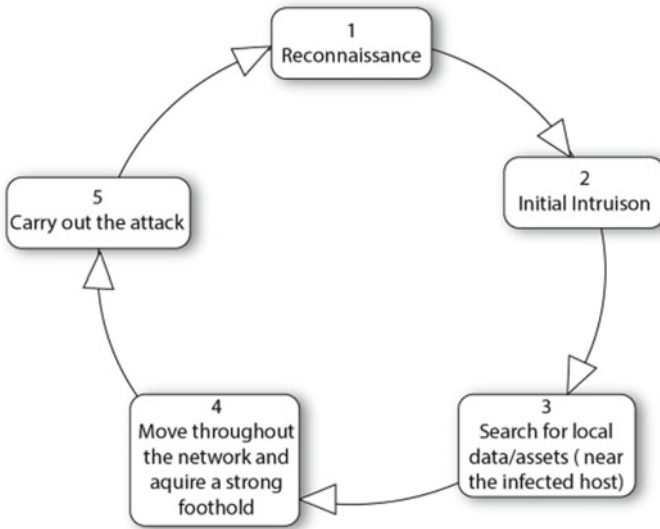 1
Reconnaissance
2
Initial Intruison
3
Search for local
data/assets ( near
the infected host)
4
Move throughout
the network and
aquire a strong
foothold
5
Carry out the attack